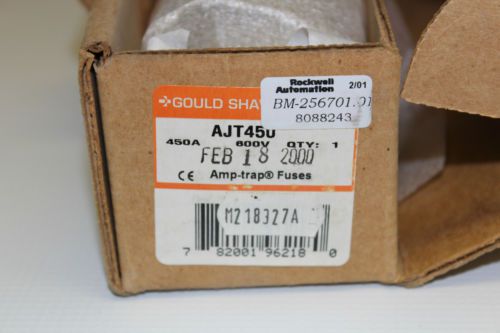 Rockwell 2/01
Automation
BM-256701.01
8088243
GOULD
AJT450
450A 600V QTY: 1
FEB 18 2000
CE Amp-trap® Fuses
M218327A
7 82001 96218 0